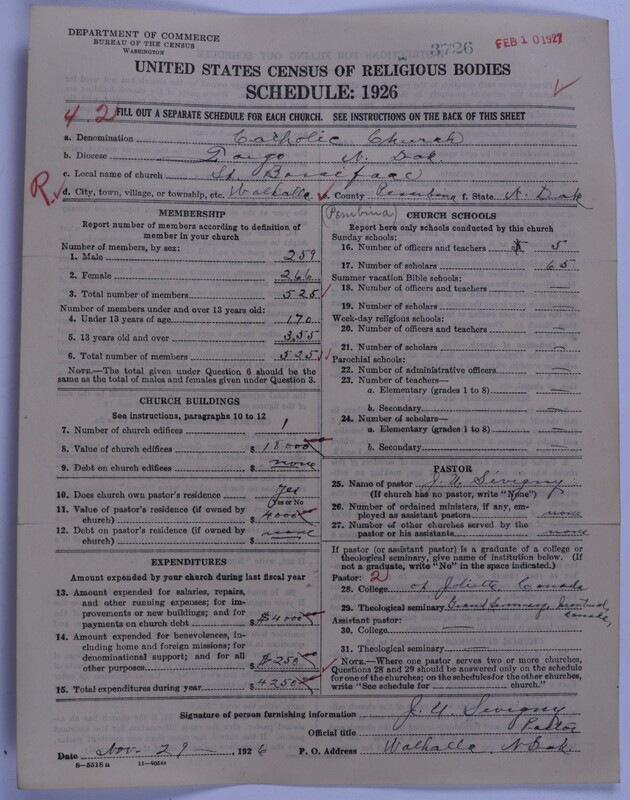 DEPARTMENT OF COMMERCE
BUREAU OF THE CENSUS
WASHINGTON
3726
FEB 10 1927
UNITED STATES CENSUS OF RELIGIOUS BODIES
SCHEDULE: 1926
4.2
FILL OUT A SEPARATE SCHEDULE FOR EACH CHURCH. SEE INSTRUCTIONS ON THE BACK OF THIS SHEET
a. Denomination Catholic Church
b. Diocese Fargo N. Dak.
c. Local name of church St. Boniface
R.
d. City, town, village, or township, etc. Walhalla e. County Pembina f. State N. Dak
(Pembina)
MEMBERSHIP
Report number of members according to definition of
member in your church
Number of members, by sex:
1. Male 259
2. Female 266
3. Total number of members 525
Number of members under and over 13 years old:
4. Under 13 years of age 170
5. 13 years old and over 355
6. Total number of members 525
NOTE.—The total given under Question 6 should be
same as the total of males and females given under Question 3.
CHURCH BUILDINGS
See instructions, paragraphs 10 to 12
7. Number of church edifices 1
8. Value of church edifices $ 18000
9. Debt on church edifices $ none
10. Does church own pastor's residence Yes
Yes or No
11. Value of pastor's residence (if owned by
church) $ 4000
12. Debt on pastor's residence (if owned by
church) $ none
EXPENDITURES
Amount expended by your church during last fiscal year
13. Amount expended for salaries, repairs,
and other running expenses; for im-
provements or new buildings; and for
payments on church debt $ 4000
14. Amount expended for benevolences, in-
cluding home and foreign missions; for
denominational support; and for all
other purposes $ 250
15. Total expenditures during year $ 4250
CHURCH SCHOOLS
Report here only schools conducted by this church
Sunday schools:
16. Number of officers and teachers 5
17. Number of scholars 65
Summer vacation Bible schools:
18. Number of officers and teachers —
19. Number of scholars —
Week-day religious schools:
20. Number of officers and teachers —
21. Number of scholars —
Parochial schools:
22. Number of administrative officers —
23. Number of teachers—
a. Elementary (grades 1 to 8) —
b. Secondary —
24. Number of scholars—
a. Elementary (grades 1 to 8) —
b. Secondary —
PASTOR
25. Name of pastor J. U. Sévigny
(If church has no pastor, write "None")
26. Number of ordained ministers, if any, em-
ployed as assistant pastors none
27. Number of other churches served by the
pastor or his assistants none
If pastor (or assistant pastor) is a graduate of a college or
theological seminary, give name of institution below. (If
not a graduate, write "No" in the space indicated.)
Pastor: 2
28. College of Joliette Canada
29. Theological seminary Grand Seminary, Montreal,
Canada,
Assistant pastor:
30. College —
31. Theological seminary —
NOTE.—Where one pastor serves two or more churches,
Questions 28 and 29 should be answered only on the schedule
for one of the churches; on the schedules for the other churches,
write "See schedule for church."
Signature of person furnishing information J. U. Sevigny
Official title Pastor
Date Nov. 29 — 1926 P. O. Address Walhalla N Dak.
8—5518 a